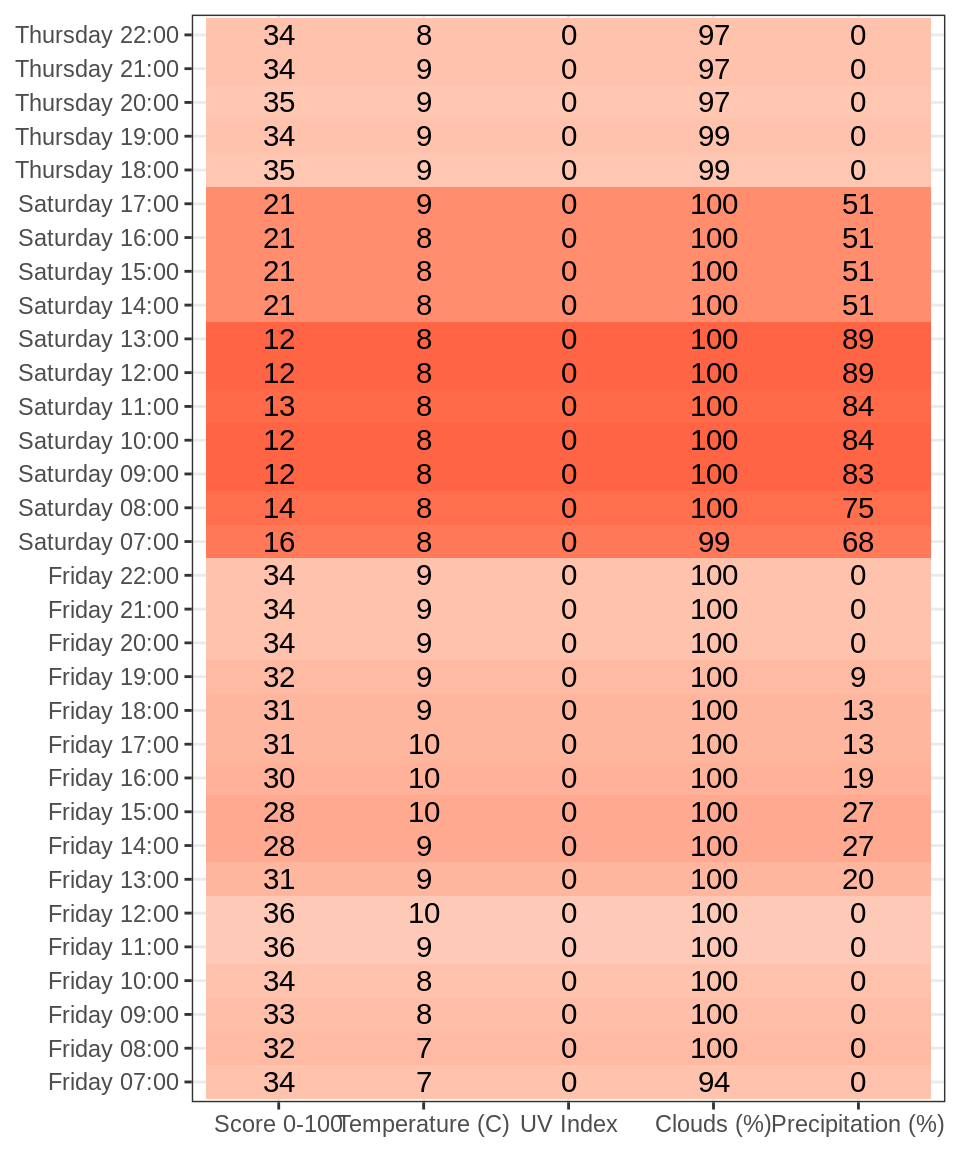 Thursday 22:00 34 8 0 97 0
Thursday 21:00 34 9 0 97 0
Thursday 20:00 35 9 0 97 0
Thursday 19:00 34 9 0 99 0
Thursday 18:00 35 9 0 99 0
Saturday 17:00 21 9 0 100 51
Saturday 16:00 21 8 0 100 51
Saturday 15:00 21 8 0 100 51
Saturday 14:00 21 8 0 100 51
Saturday 13:00 12 8 0 100 89
Saturday 12:00 12 8 0 100 89
Saturday 11:00 13 8 0 100 84
Saturday 10:00 12 8 0 100 84
Saturday 09:00 12 8 0 100 83
Saturday 08:00 14 8 0 100 75
Saturday 07:00 16 8 0 99 68
Friday 22:00 34 9 0 100 0
Friday 21:00 34 9 0 100 0
Friday 20:00 34 9 0 100 0
Friday 19:00 32 9 0 100 9
Friday 18:00 31 9 0 100 13
Friday 17:00 31 10 0 100 13
Friday 16:00 30 10 0 100 19
Friday 15:00 28 10 0 100 27
Friday 14:00 28 9 0 100 27
Friday 13:00 31 9 0 100 20
Friday 12:00 36 10 0 100 0
Friday 11:00 36 9 0 100 0
Friday 10:00 34 8 0 100 0
Friday 09:00 33 8 0 100 0
Friday 08:00 32 7 0 100 0
Friday 07:00 34 7 0 94 0
Score 0-100 Temperature (C) UV Index Clouds (%) Precipitation (%)